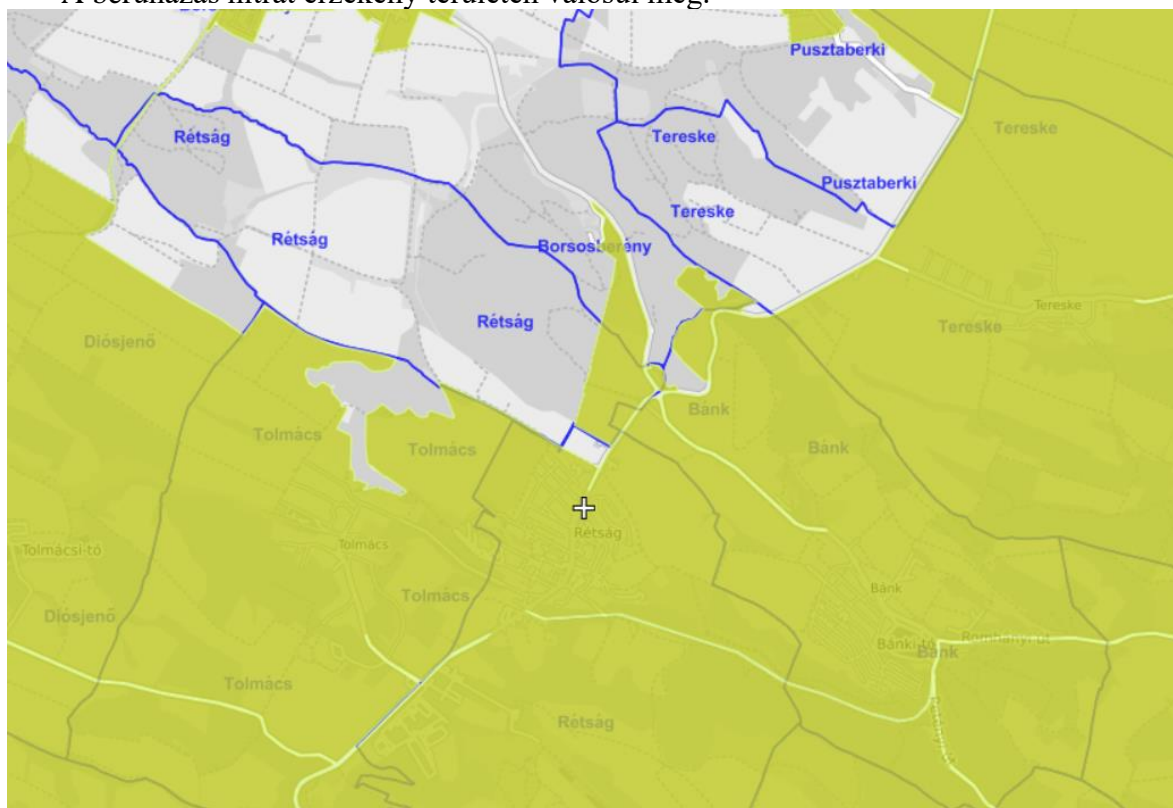 A beruházás nitrát érzékeny területen valósul meg.
Pusztaberki
Tereske
Rétság
Tereske
Pusztaberki
Tereske
Rétság
Borsosberény
Tereske
Rétság
Tereske
Diósjenő
Bánk
Tolmács
Tolmács
Bánk
Rétság
Tolmács
Tolmácsi-tó
Bánk
Tolmács
Diósjenő
Bánki-tó
Romhányi út
Bánk
Tolmács
Rétság